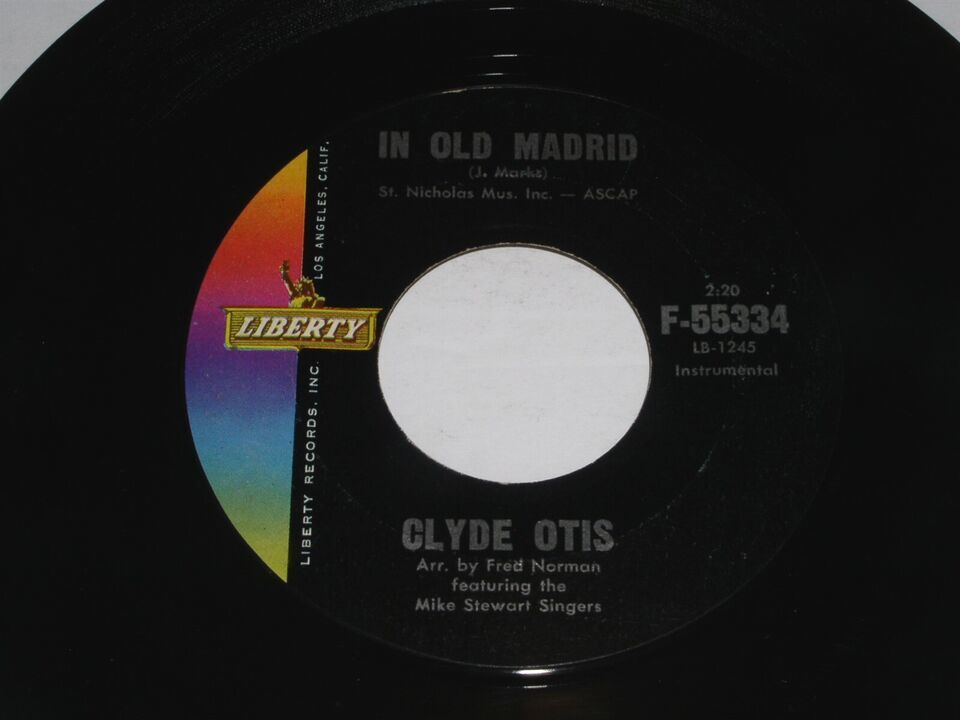 IN OLD MADRID
(J. Marks)
St. Nicholas Mus. Inc. — ASCAP
LIBERTY RECORDS, INC. LOS ANGELES, CALIF.
LIBERTY
2:20
F-55334
LB-1245
Instrumental
CLYDE OTIS
Arr. by Fred Norman
featuring the
Mike Stewart Singers